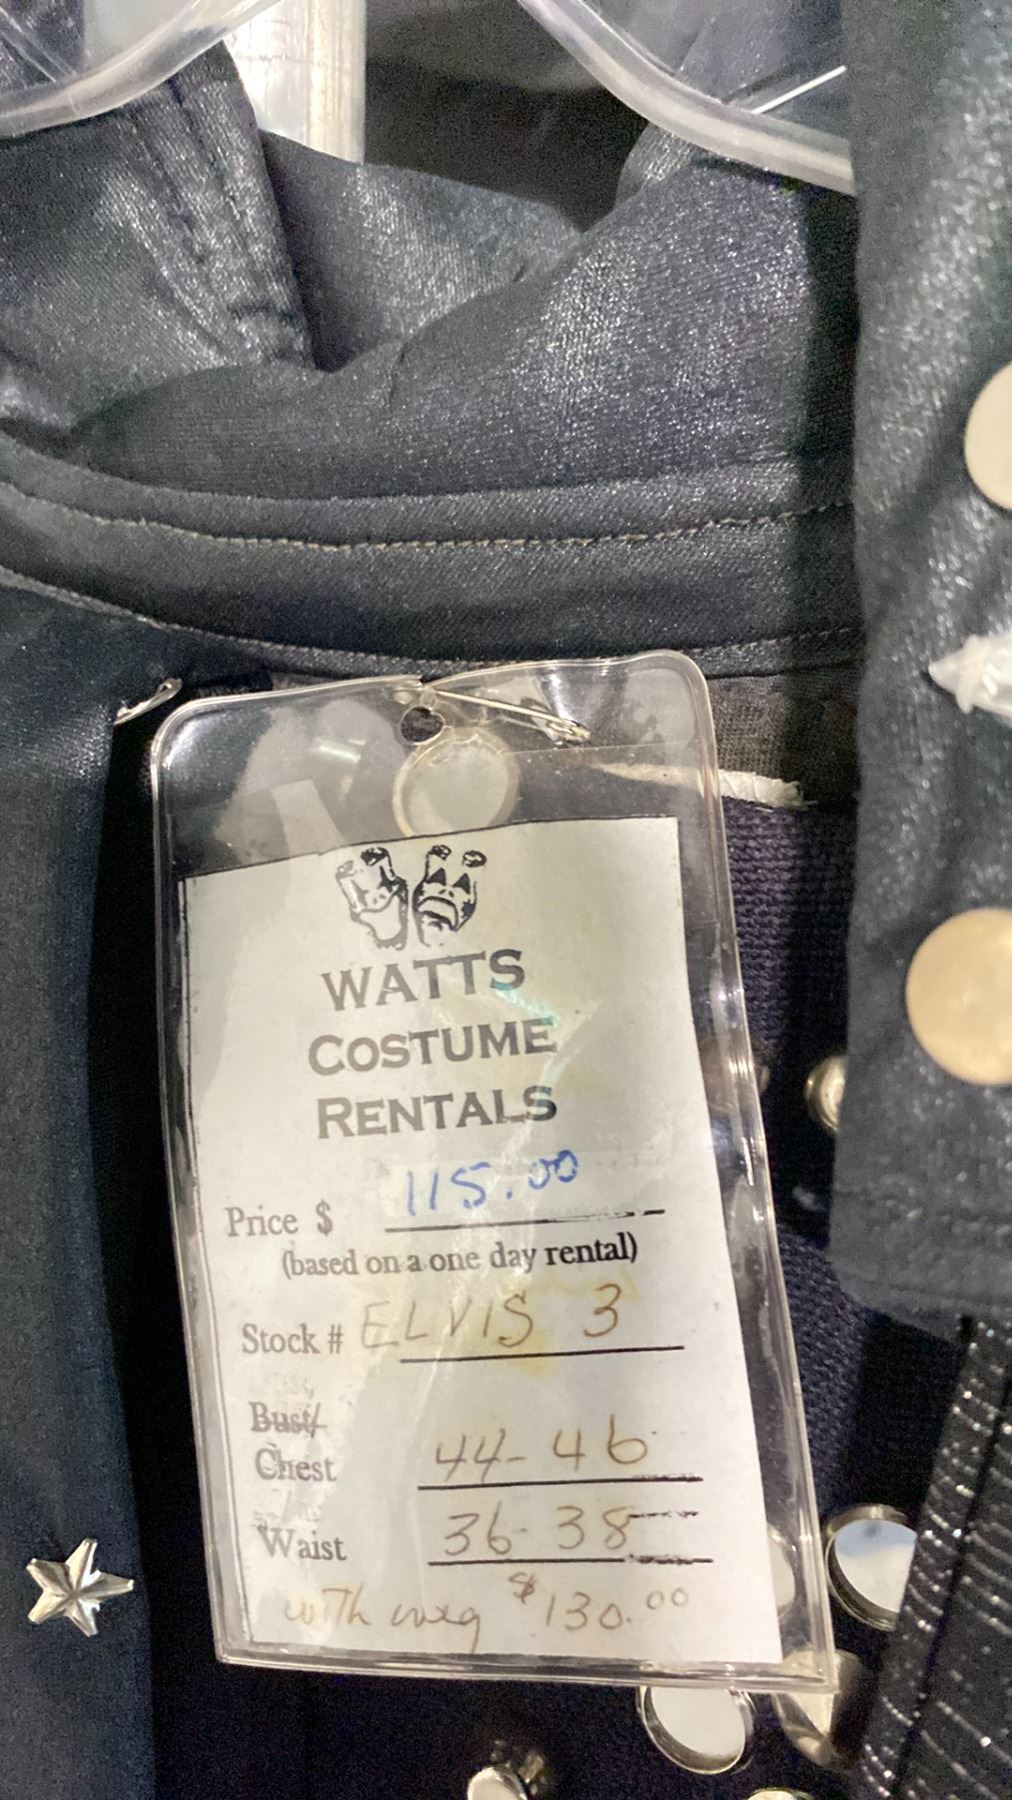 WATTS
COSTUME
RENTALS
Price $ 115.00
(based on a one day rental)
Stock # ELVIS 3
Bust/
Chest 44-46
Waist 36-38
with wig $130.00